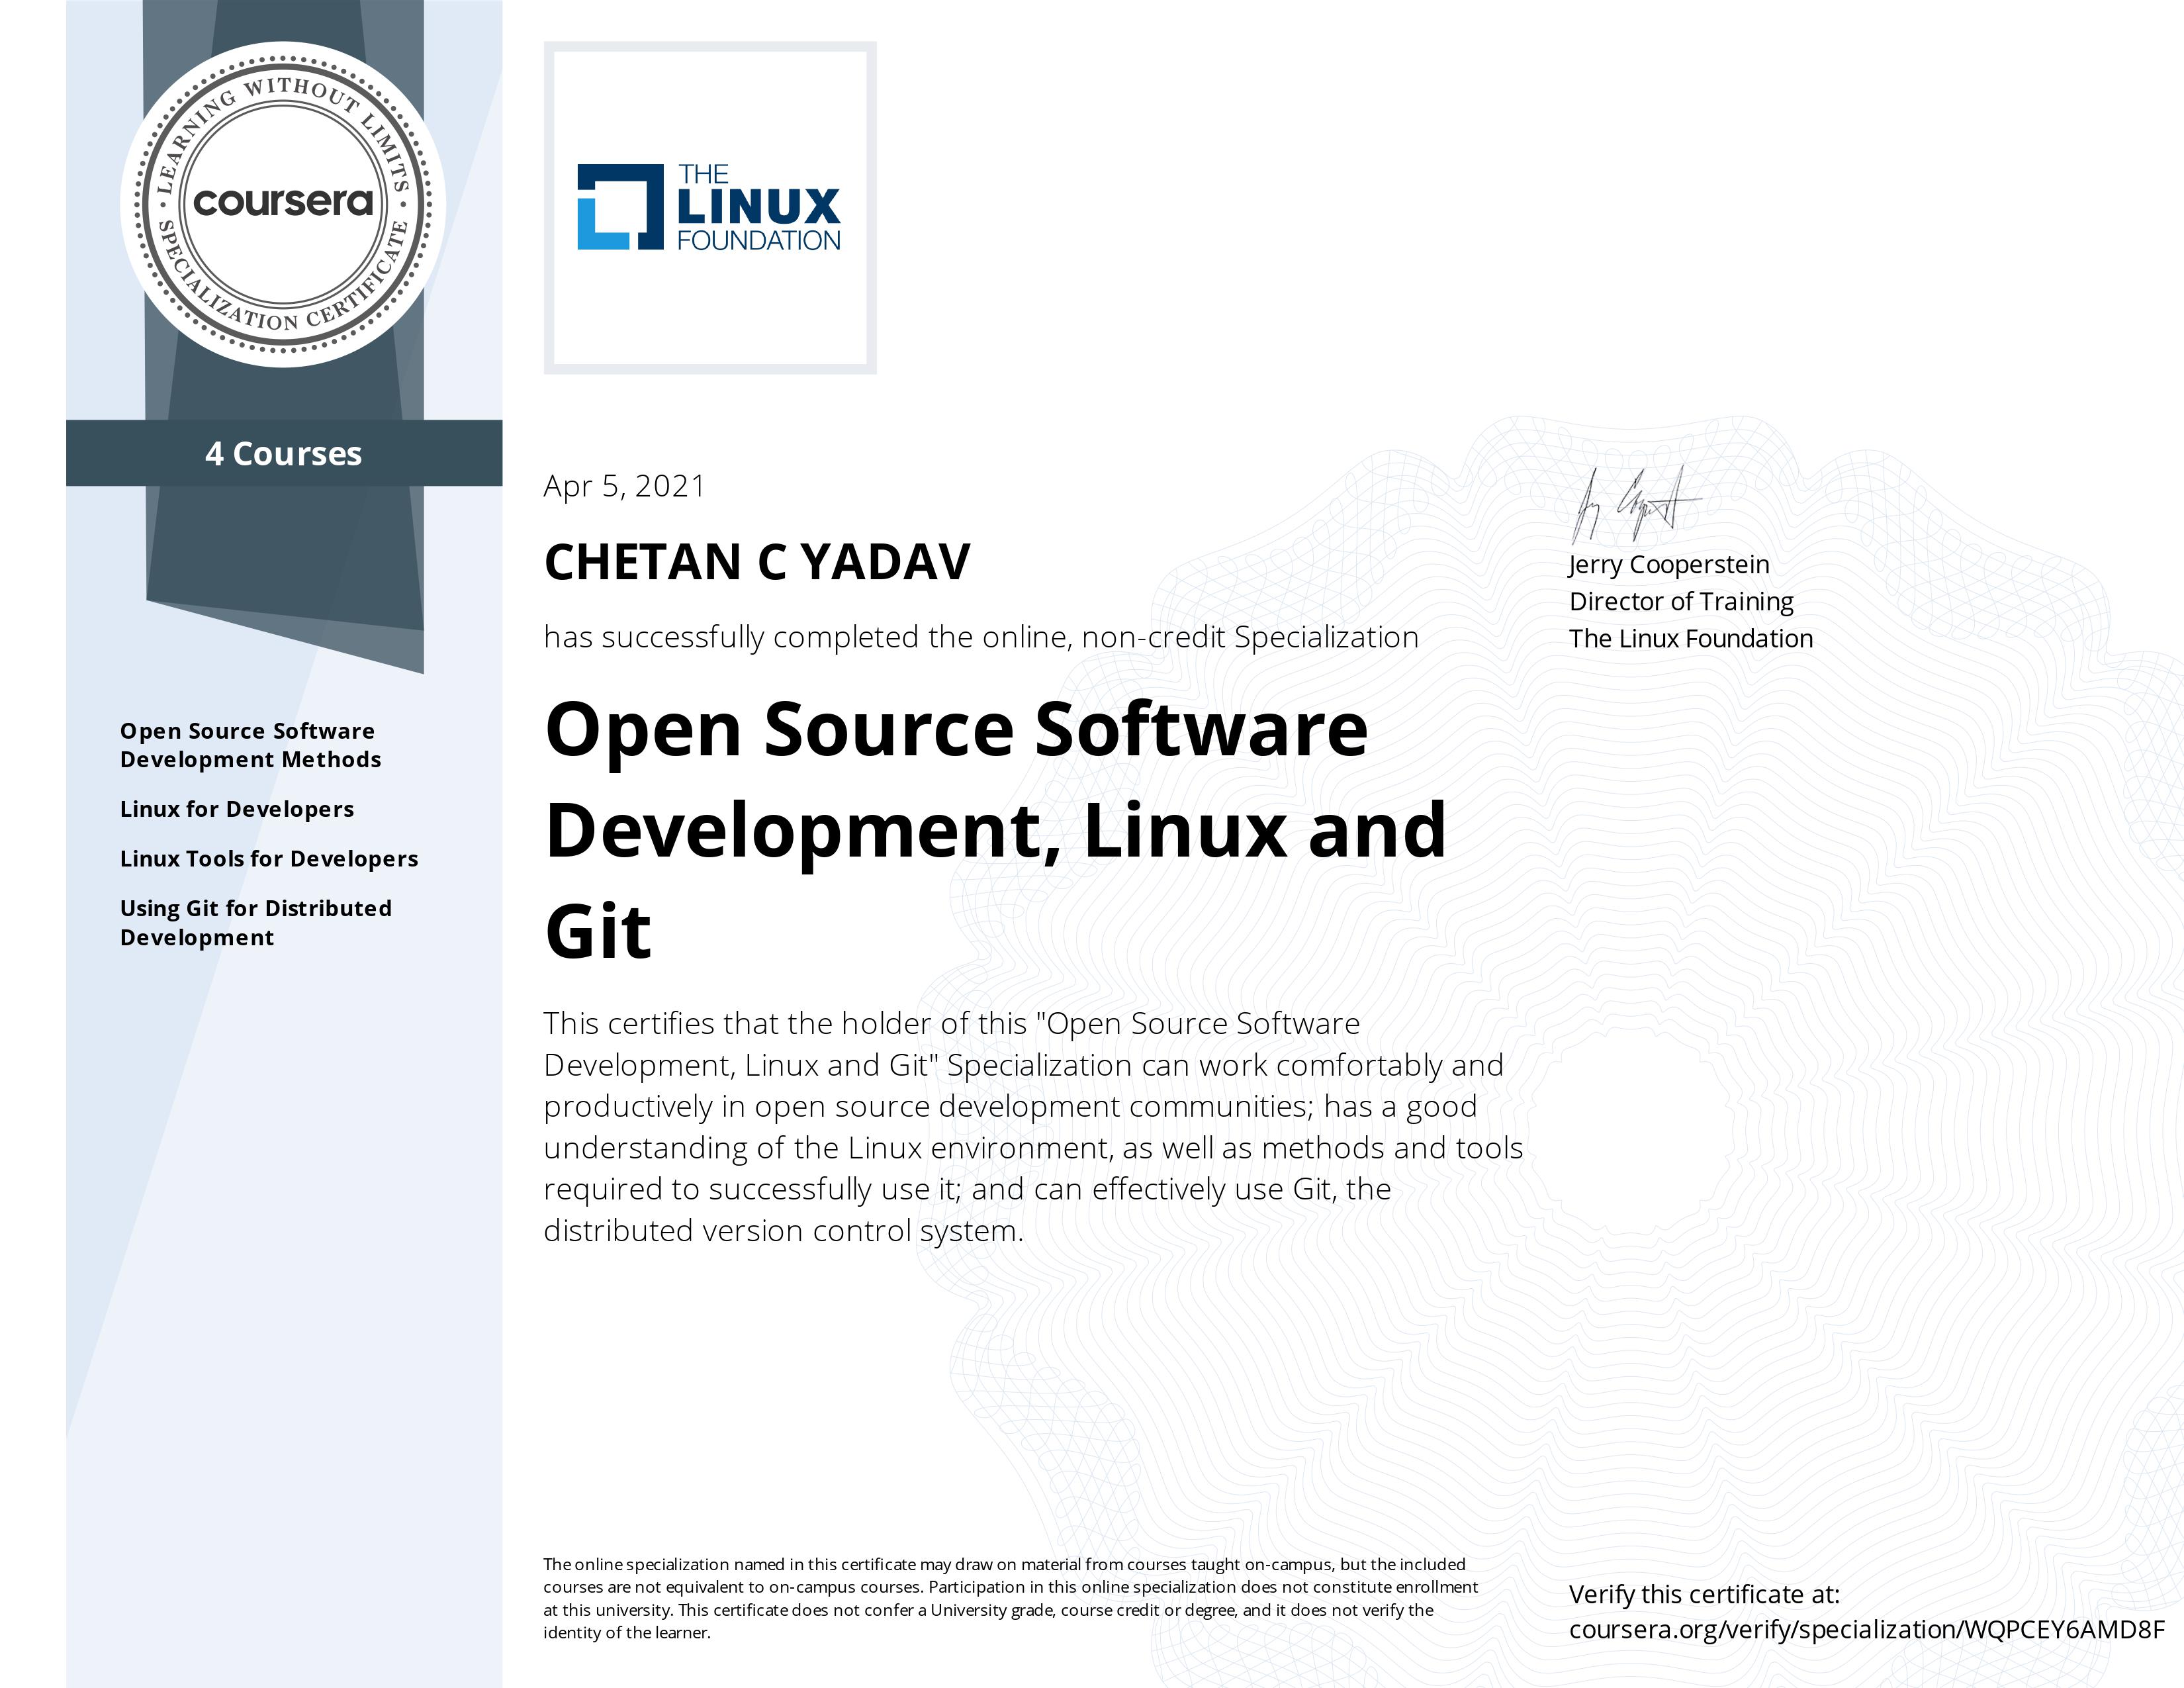 LEARNING WITHOUT LIMITS
coursera
SPECIALIZATION CERTIFICATE
4 Courses
Open Source Software
Development Methods
Linux for Developers
Linux Tools for Developers
Using Git for Distributed
Development
THE
LINUX
FOUNDATION
Apr 5, 2021
CHETAN C YADAV
has successfully completed the online, non-credit Specialization
Open Source Software
Development, Linux and
Git
This certifies that the holder of this "Open Source Software
Development, Linux and Git" Specialization can work comfortably and
productively in open source development communities; has a good
understanding of the Linux environment, as well as methods and tools
required to successfully use it; and can effectively use Git, the
distributed version control system.
Jerry Cooperstein
Director of Training
The Linux Foundation
The online specialization named in this certificate may draw on material from courses taught on-campus, but the included
courses are not equivalent to on-campus courses. Participation in this online specialization does not constitute enrollment
at this university. This certificate does not confer a University grade, course credit or degree, and it does not verify the
identity of the learner.
Verify this certificate at:
coursera.org/verify/specialization/WQPCEY6AMD8F